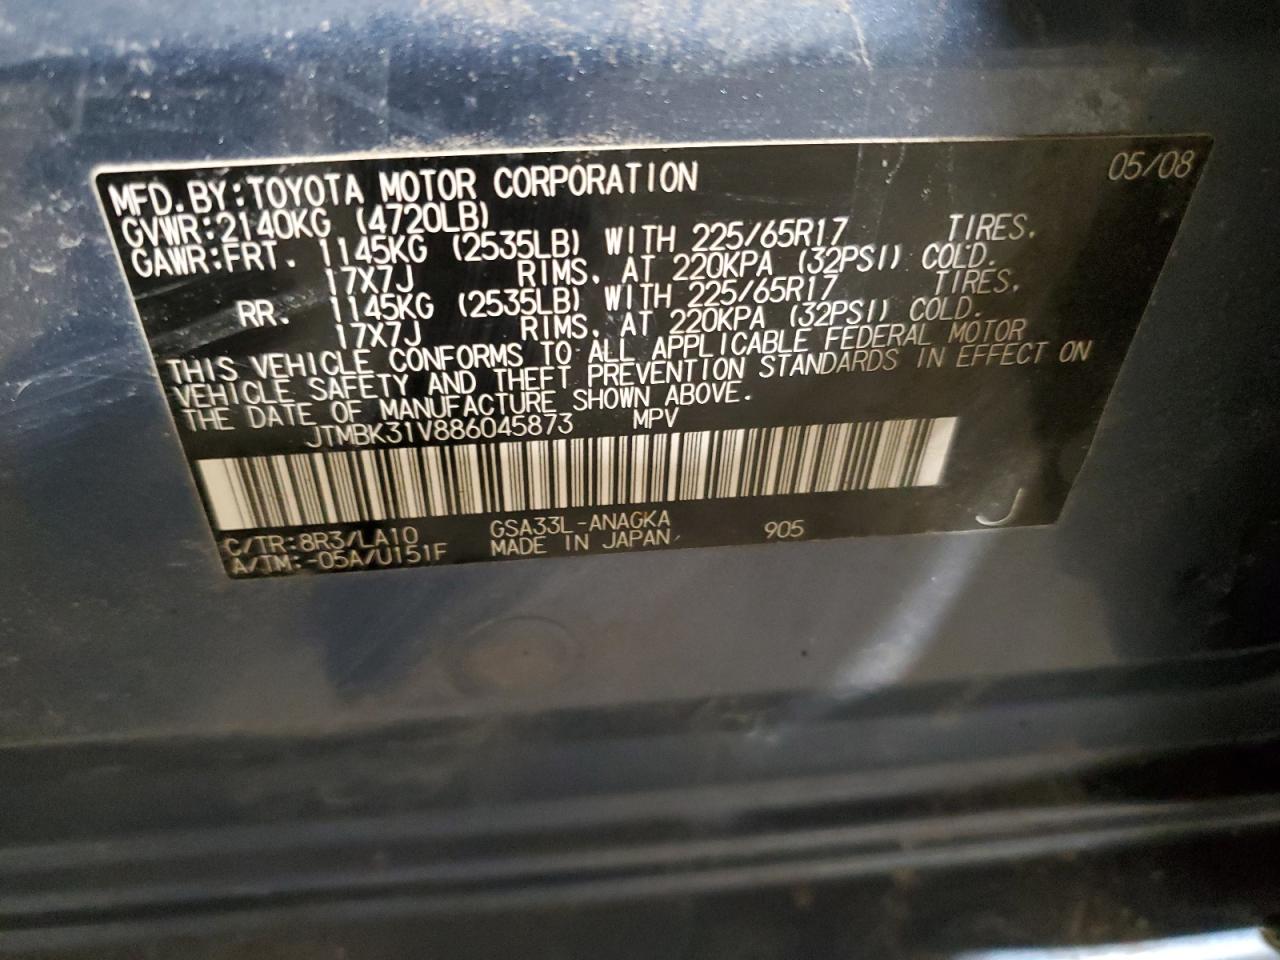 05/08
MFD.BY:TOYOTA MOTOR CORPORATION
GVWR:2140KG (4720LB)
GAWR:FRT. 1145KG (2535LB) WITH 225/65R17 TIRES,
17X7J RIMS, AT 220KPA (32PSI) COLD.
RR. 1145KG (2535LB) WITH 225/65R17 TIRES,
17X7J RIMS, AT 220KPA (32PSI) COLD.
THIS VEHICLE CONFORMS TO ALL APPLICABLE FEDERAL MOTOR
VEHICLE SAFETY AND THEFT PREVENTION STANDARDS IN EFFECT ON
THE DATE OF MANUFACTURE SHOWN ABOVE.
JTMBK31V886045873 MPV
C/TR:8R3/LA10 GSA33L-ANAGKA 905 J
A/TM:-05A/U151F MADE IN JAPAN